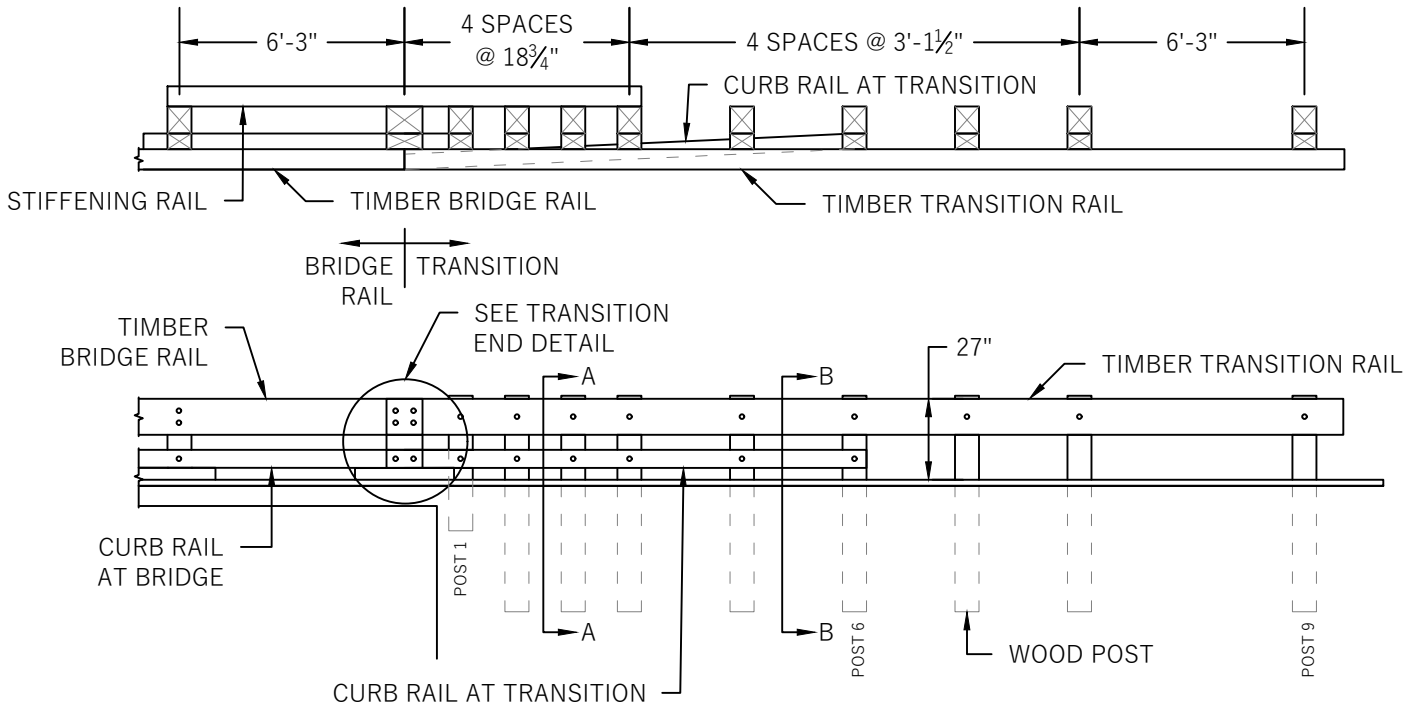 6'-3"
4 SPACES
@ 18¾"
4 SPACES @ 3'-1½"
6'-3"
CURB RAIL AT TRANSITION
STIFFENING RAIL
TIMBER BRIDGE RAIL
TIMBER TRANSITION RAIL
BRIDGE
RAIL
TRANSITION
TIMBER
BRIDGE RAIL
SEE TRANSITION
END DETAIL
A
B
27"
TIMBER TRANSITION RAIL
CURB RAIL
AT BRIDGE
POST 1
A
B
POST 6
WOOD POST
POST 9
CURB RAIL AT TRANSITION